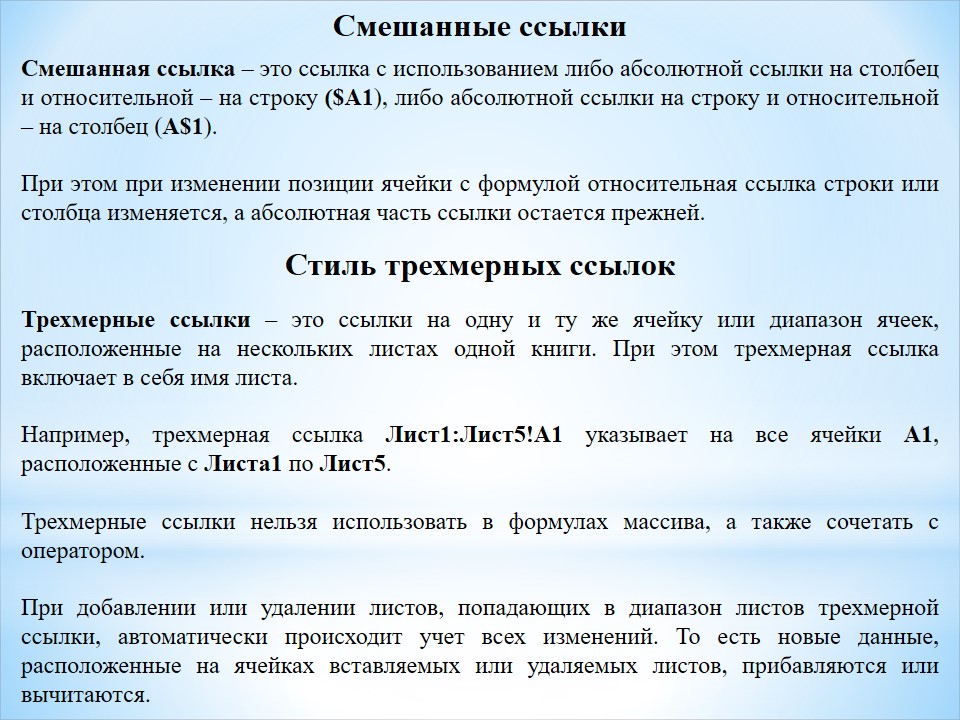 Смешанные ссылки
Смешанная ссылка – это ссылка с использованием либо абсолютной ссылки на столбец
и относительной – на строку ($A1), либо абсолютной ссылки на строку и относительной
– на столбец (A$1).
При этом при изменении позиции ячейки с формулой относительная ссылка строки или
столбца изменяется, а абсолютная часть ссылки остается прежней.
Стиль трехмерных ссылок
Трехмерные ссылки – это ссылки на одну и ту же ячейку или диапазон ячеек,
расположенные на нескольких листах одной книги. При этом трехмерная ссылка
включает в себя имя листа.
Например, трехмерная ссылка Лист1:Лист5!A1 указывает на все ячейки A1,
расположенные с Листа1 по Лист5.
Трехмерные ссылки нельзя использовать в формулах массива, а также сочетать с
оператором.
При добавлении или удалении листов, попадающих в диапазон листов трехмерной
ссылки, автоматически происходит учет всех изменений. То есть новые данные,
расположенные на ячейках вставляемых или удаляемых листов, прибавляются или
вычитаются.